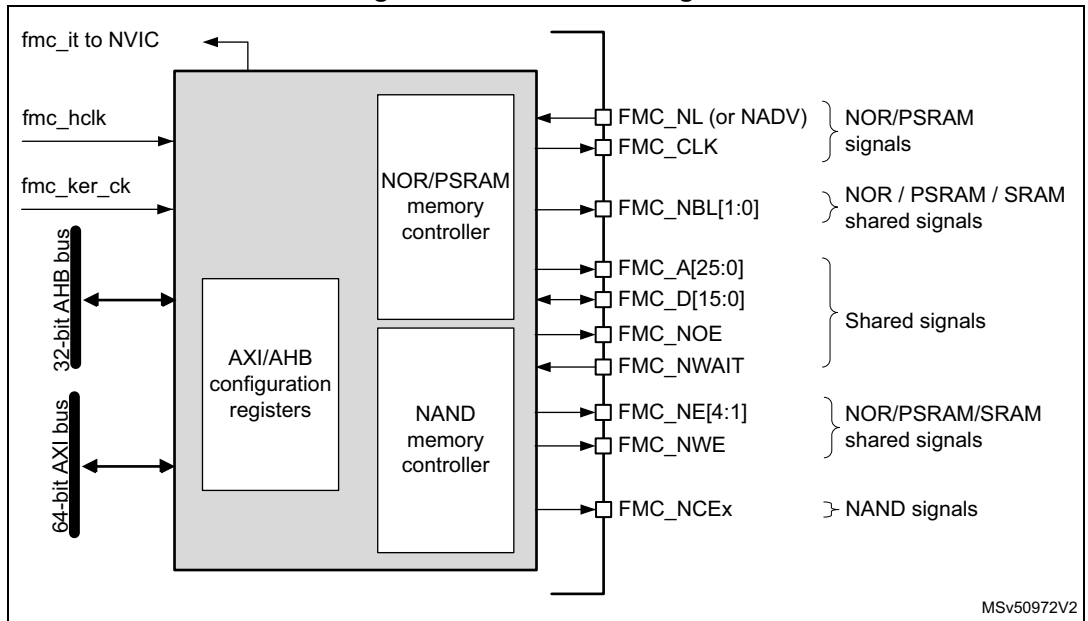 fmc_it to NVIC
fmc_hclk
fmc_ker_ck
32-bit AHB bus
64-bit AXI bus
AXI/AHB
configuration
registers
NOR/PSRAM
memory
controller
NAND
memory
controller
FMC_NL (or NADV)
FMC_CLK
FMC_NBL[1:0]
FMC_A[25:0]
FMC_D[15:0]
FMC_NOE
FMC_NWAIT
FMC_NE[4:1]
FMC_NWE
FMC_NCEx
NOR/PSRAM
signals
NOR / PSRAM / SRAM
shared signals
Shared signals
NOR/PSRAM/SRAM
shared signals
NAND signals
MSv50972V2